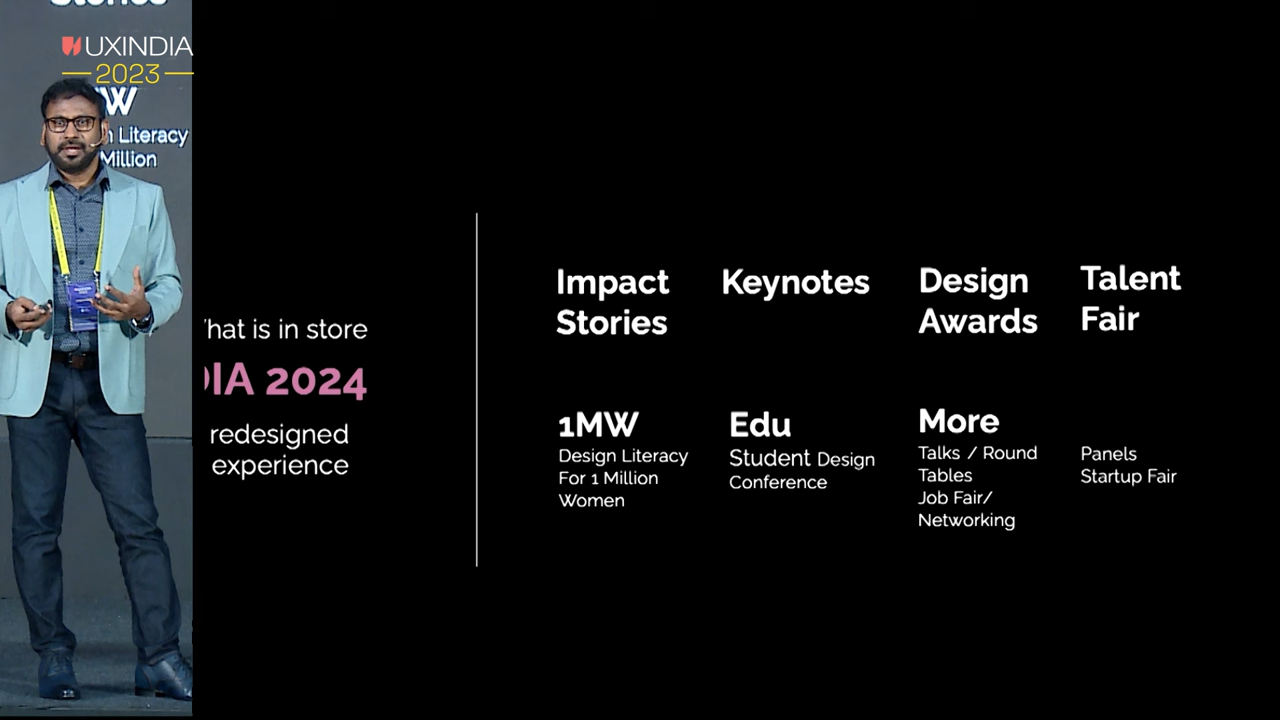 Stories
UXINDIA
2023
W
Literacy
Million
hat is in store
DIA 2024
redesigned
experience
Impact
Stories
Keynotes
Design
Awards
Talent
Fair
1MW
Design Literacy
For 1 Million
Women
Edu
Student Design
Conference
More
Talks / Round
Tables
Job Fair/
Networking
Panels
Startup Fair